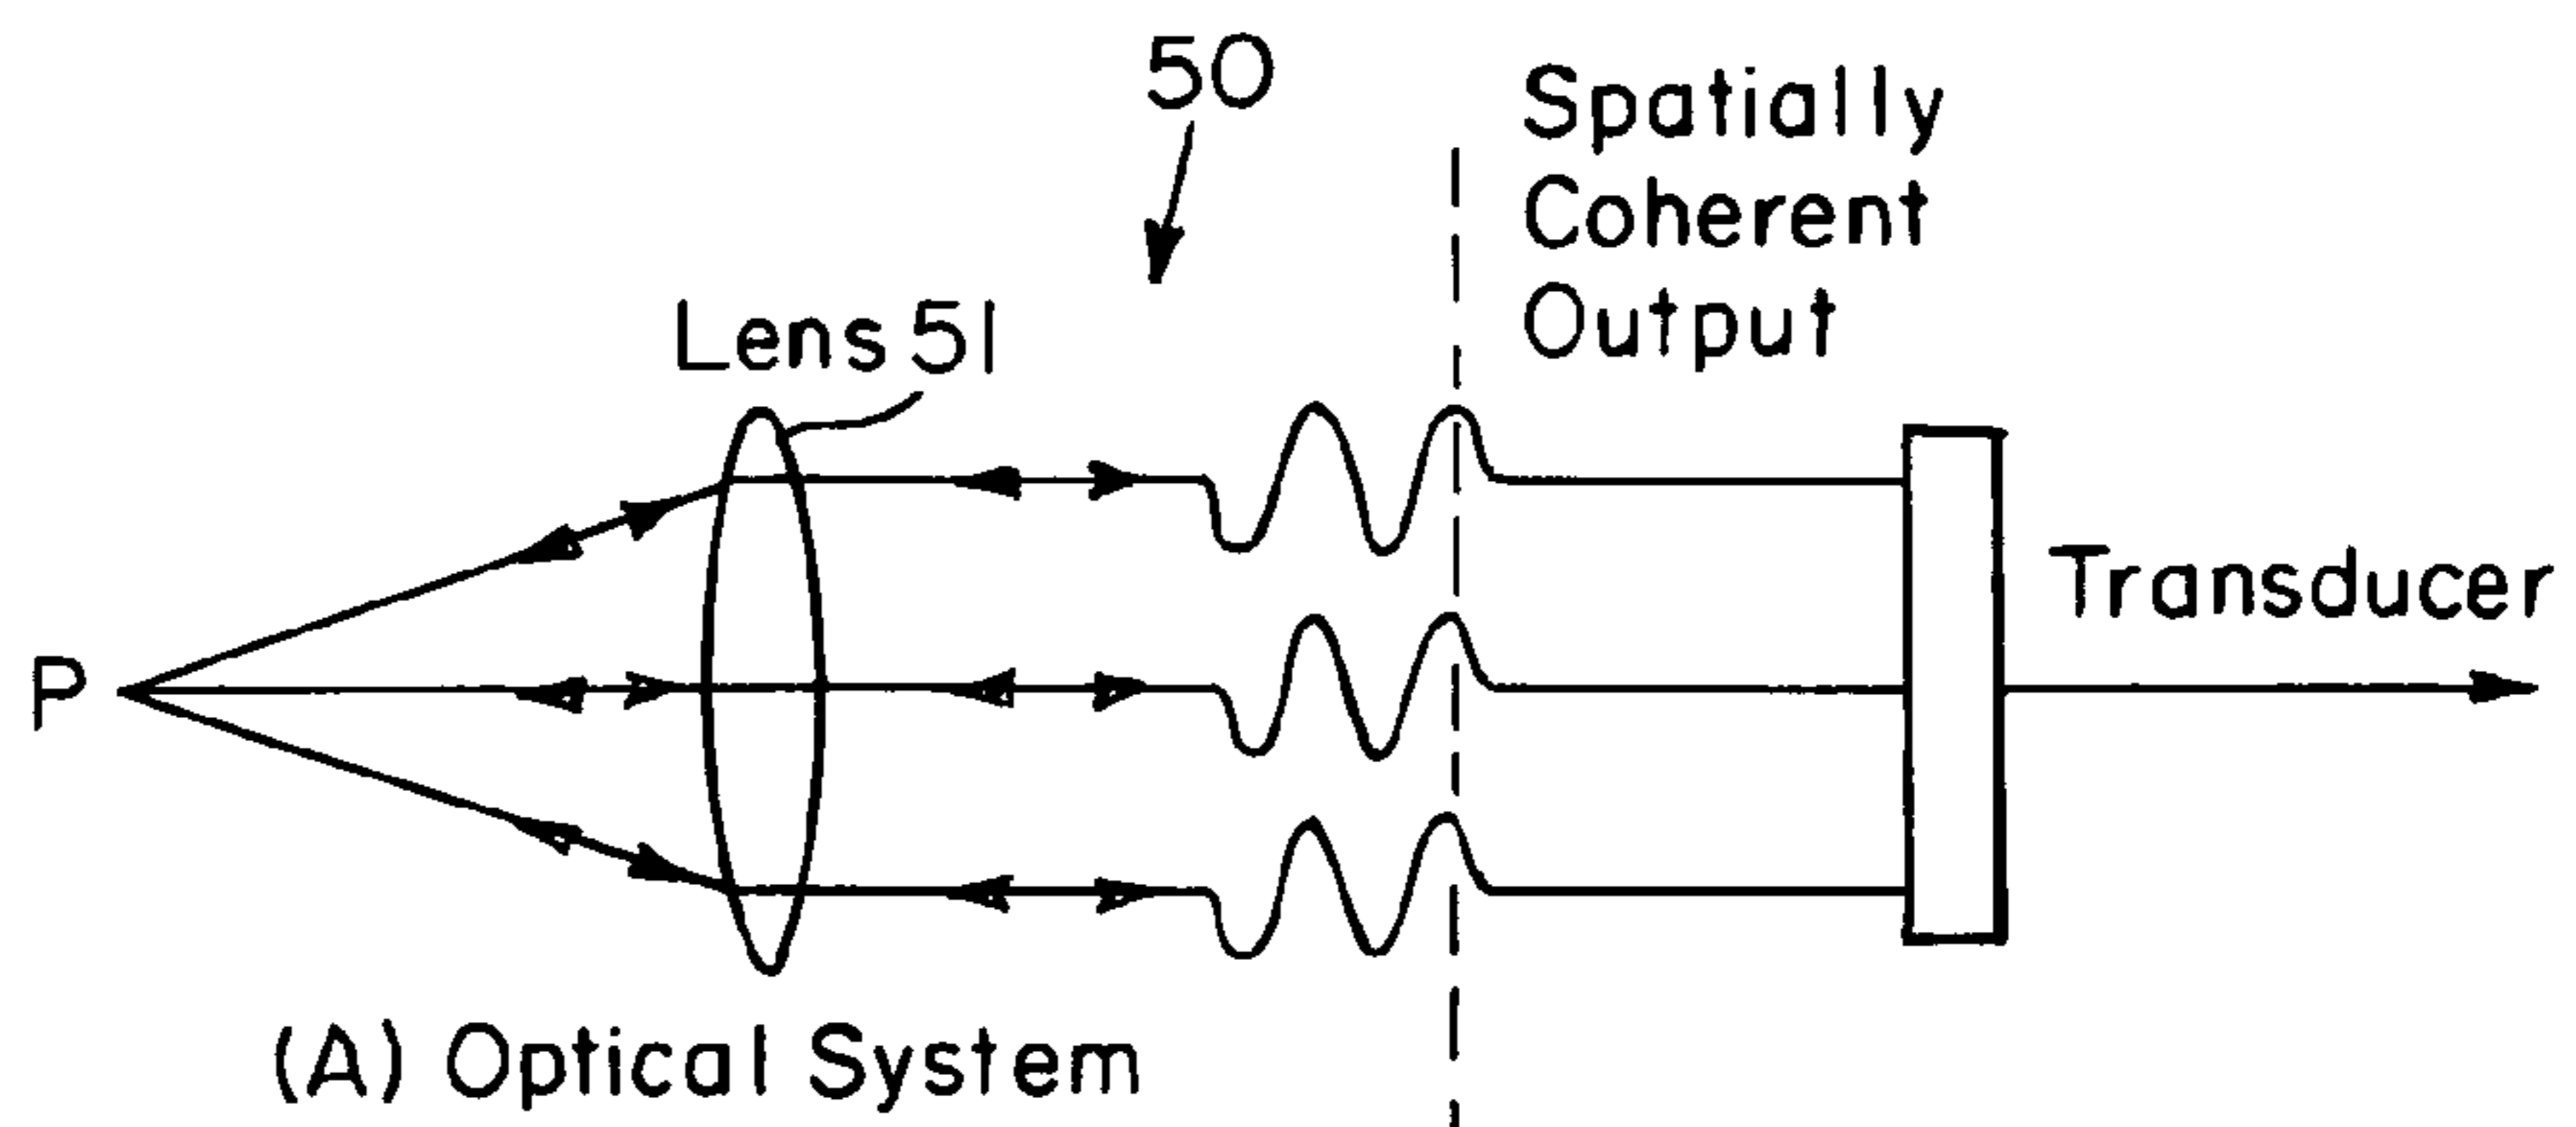 50
Spatially
Coherent
Output
Lens 51
Transducer
P
(A) Optical System